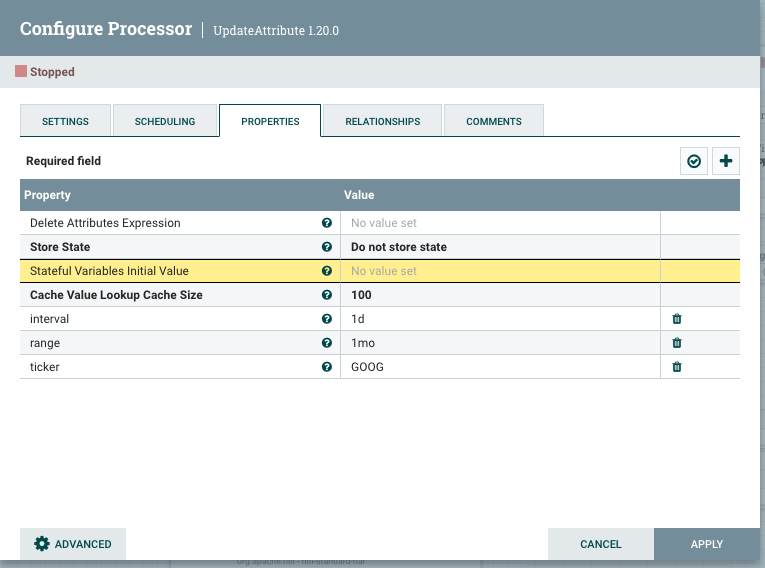 Configure Processor | UpdateAttribute 1.20.0
Stopped
SETTINGS SCHEDULING PROPERTIES RELATIONSHIPS COMMENTS
Required field
Property Value
Delete Attributes Expression No value set
Store State Do not store state
Stateful Variables Initial Value No value set
Cache Value Lookup Cache Size 100
interval 1d
range 1mo
ticker GOOG
ADVANCED CANCEL APPLY